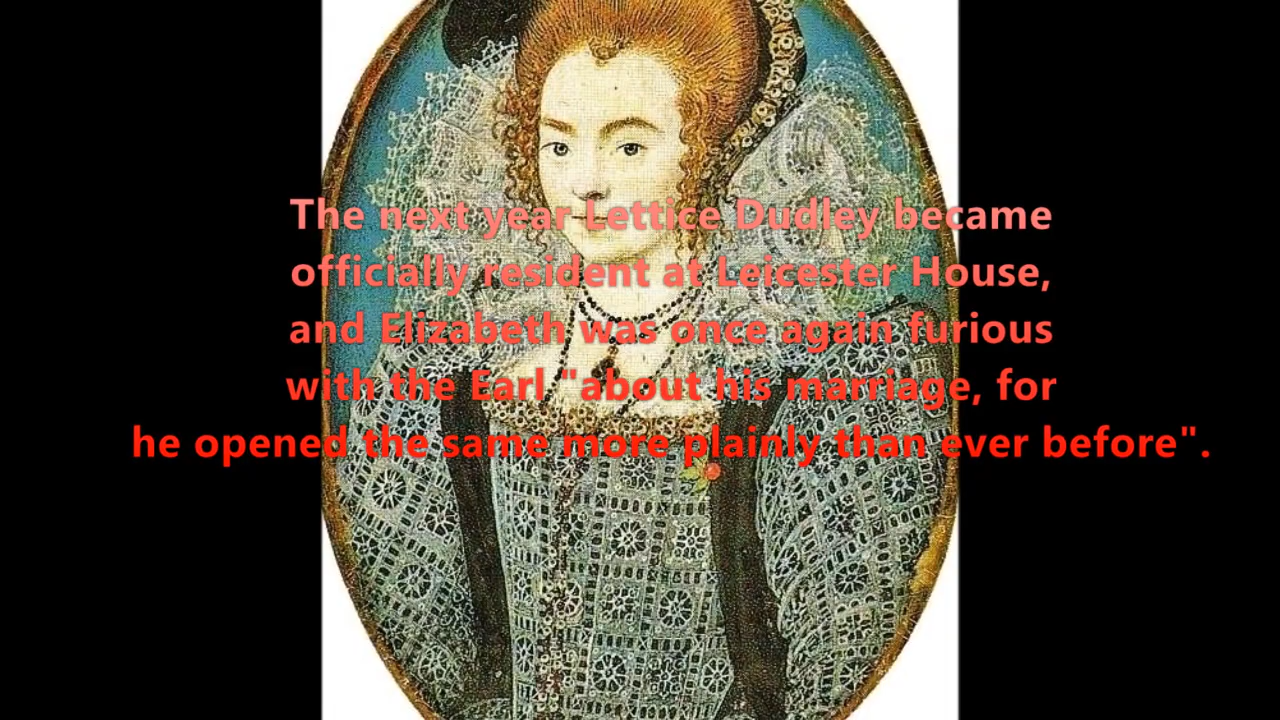 The next year Lettice Dudley became
officially resident at Leicester House,
and Elizabeth was once again furious
with the Earl "about his marriage, for
he opened the same more plainly than ever before".